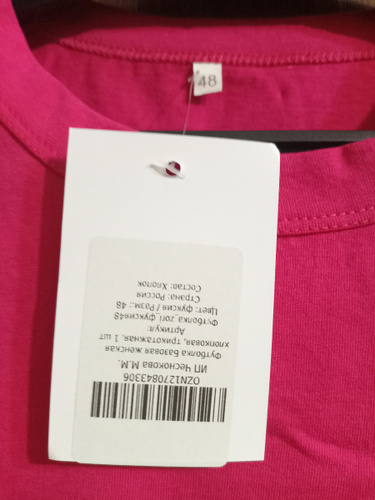 48
OZN1270843306
ИП Чеснокова М.М.
Футболка Базовая женская
хлопковая, трикотажная, 1 шт
Артикул:
Футболка_zori_фуксия48
Цвет: фуксия / Разм.: 48
Страна: Россия
Состав: Хлопок